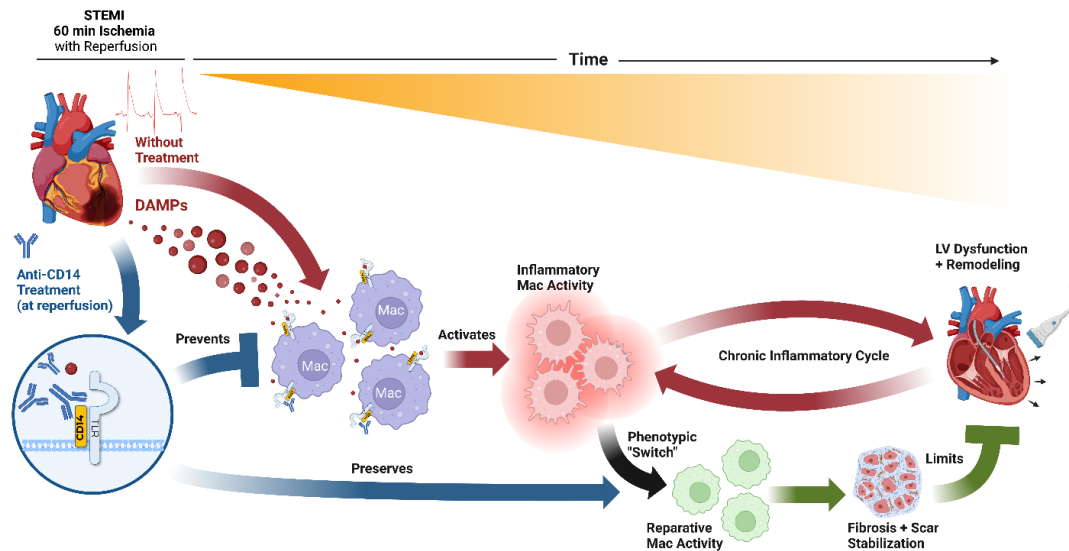 STEMI
60 min Ischemia
with Reperfusion
Time
Without
Treatment
DAMPs
Anti-CD14
Treatment
(at reperfusion)
Prevents
CD14
TLR
Mac
Mac
Mac
Activates
Inflammatory
Mac Activity
Chronic Inflammatory Cycle
LV Dysfunction
+ Remodeling
Phenotypic
"Switch"
Preserves
Reparative
Mac Activity
Fibrosis + Scar
Stabilization
Limits